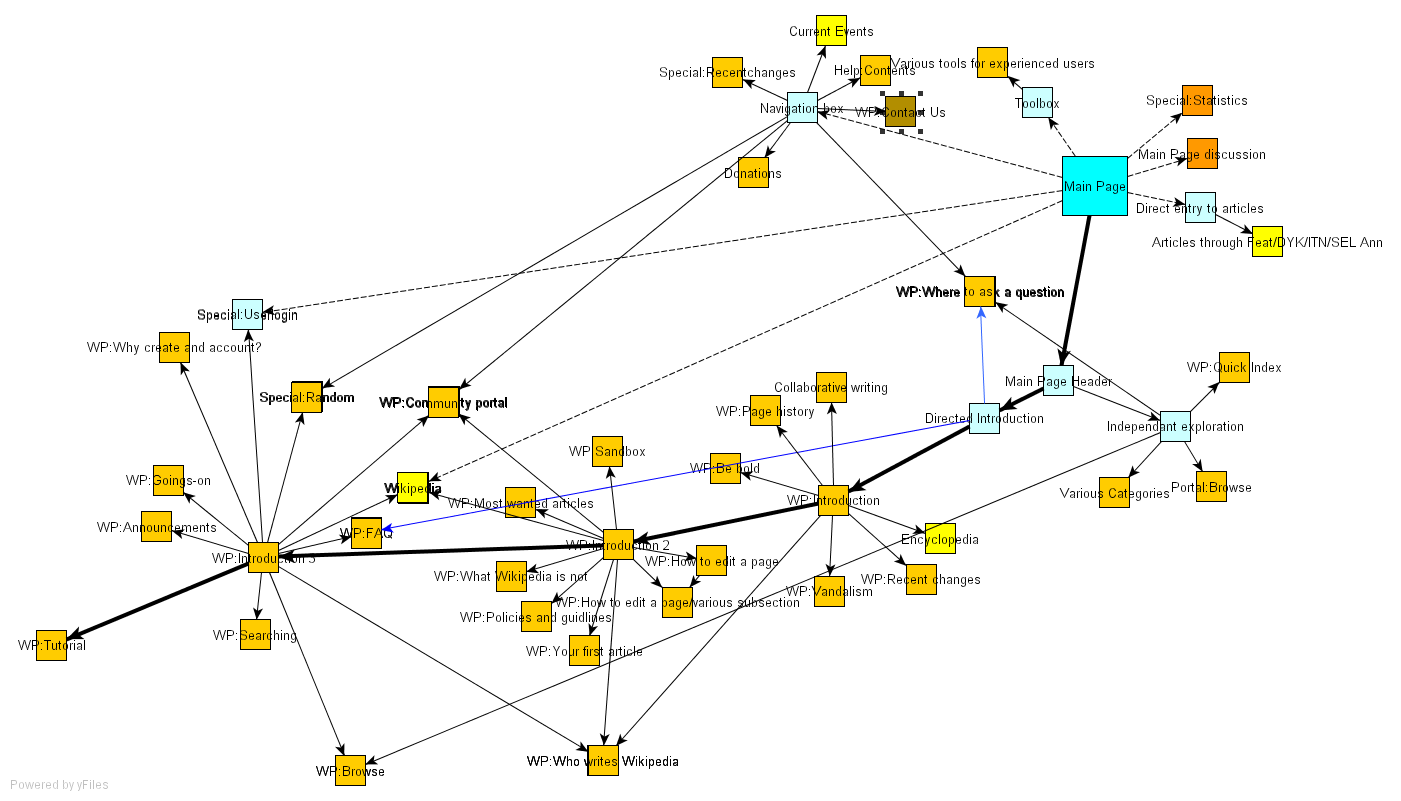 Current Events
Special:Recentchanges
Help:Contents
Various tools for experienced users
Navigation box
WP:Contact Us
Toolbox
Special:Statistics
Main Page discussion
Donations
Main Page
Direct entry to articles
Articles through Feat/DYK/ITN/SEL Ann
WP:Where to ask a question
Special:Userlogin
WP:Why create and account?
Main Page Header
WP:Quick Index
Special:Random
WP:Community portal
Collaborative writing
WP:Page history
Directed Introduction
Independant exploration
WP:Sandbox
WP:Be bold
WP:Goings-on
Wikipedia
WP:Most wanted articles
WP:Introduction
Various Categories
Portal:Browse
WP:Announcements
WP:FAQ
Encyclopedia
WP:Introduction 3
WP:Introduction 2
WP:How to edit a page
WP:What Wikipedia is not
WP:Recent changes
WP:Vandalism
WP:How to edit a page/various subsection
WP:Policies and guidlines
WP:Searching
WP:Tutorial
WP:Your first article
WP:Who writes Wikipedia
WP:Browse
Powered by yFiles